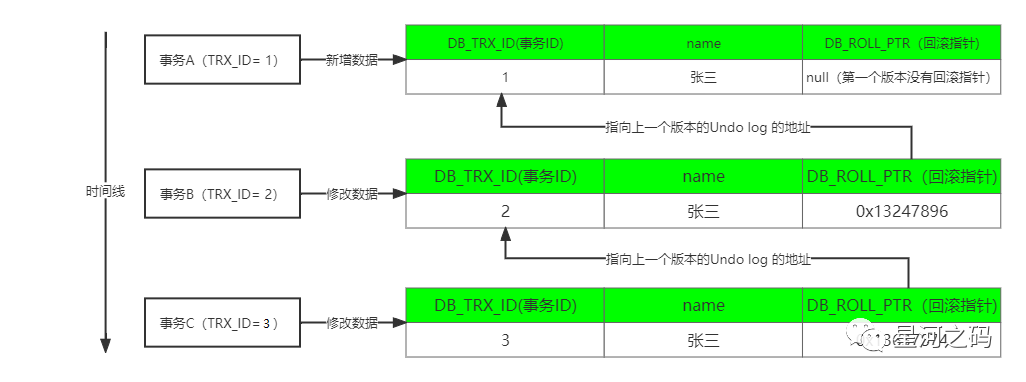 DB_TRX_ID(事务ID) name DB_ROLL_PTR（回滚指针)
事务A（TRX_ID= 1） 新增数据 1 张三 null（第一个版本没有回滚指针）
指向上一个版本的Undo log 的地址
DB_TRX_ID(事务ID) name DB_ROLL_PTR（回滚指针)
时间线 事务B（TRX_ID= 2） 修改数据 2 张三 0x13247896
指向上一个版本的Undo log 的地址
DB_TRX_ID(事务ID) name DB_ROLL_PTR（回滚指针)
事务C（TRX_ID= 3 ） 修改数据 3 张三
星河之码